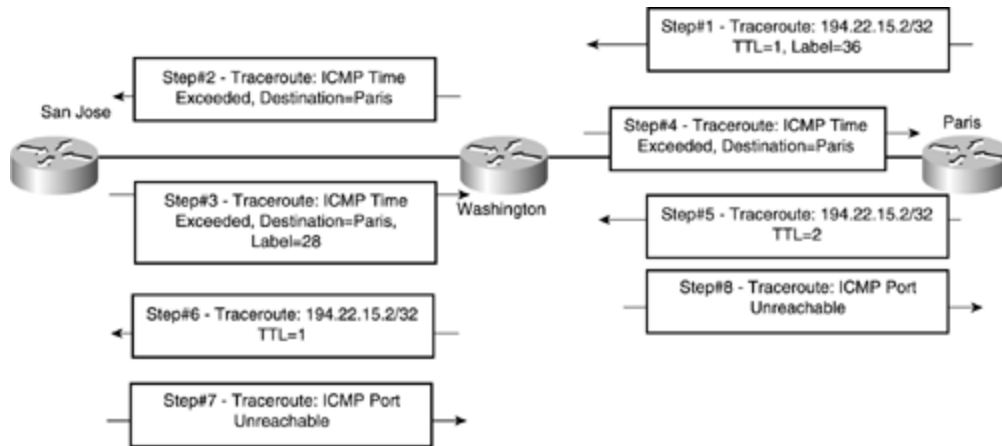 Step#1 - Traceroute: 194.22.15.2/32
TTL=1, Label=36
Step#2 - Traceroute: ICMP Time
Exceeded, Destination=Paris
San Jose
Step#4 - Traceroute: ICMP Time
Exceeded, Destination=Paris
Paris
Step#3 - Traceroute: ICMP Time
Exceeded, Destination=Paris,
Label=28
Washington
Step#5 - Traceroute: 194.22.15.2/32
TTL=2
Step#8 - Traceroute: ICMP Port
Unreachable
Step#6 - Traceroute: 194.22.15.2/32
TTL=1
Step#7 - Traceroute: ICMP Port
Unreachable